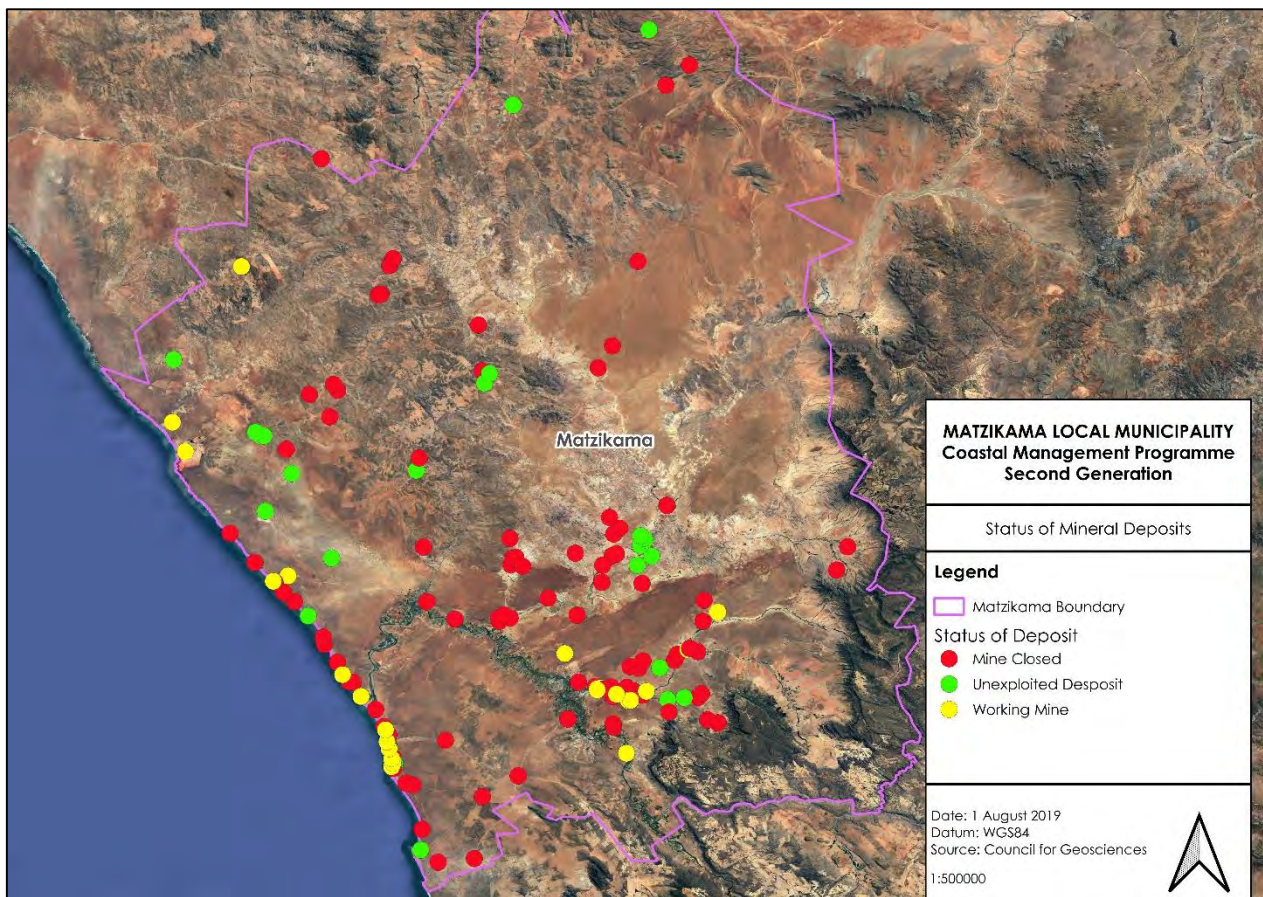 Matzikama
MATZIKAMA LOCAL MUNICIPALITY
Coastal Management Programme
Second Generation
Status of Mineral Deposits
Legend
Matzikama Boundary
Status of Deposit
Mine Closed
Unexploited Desposit
Working Mine
Date: 1 August 2019
Datum: WGS84
Source: Council for Geosciences
1:500000